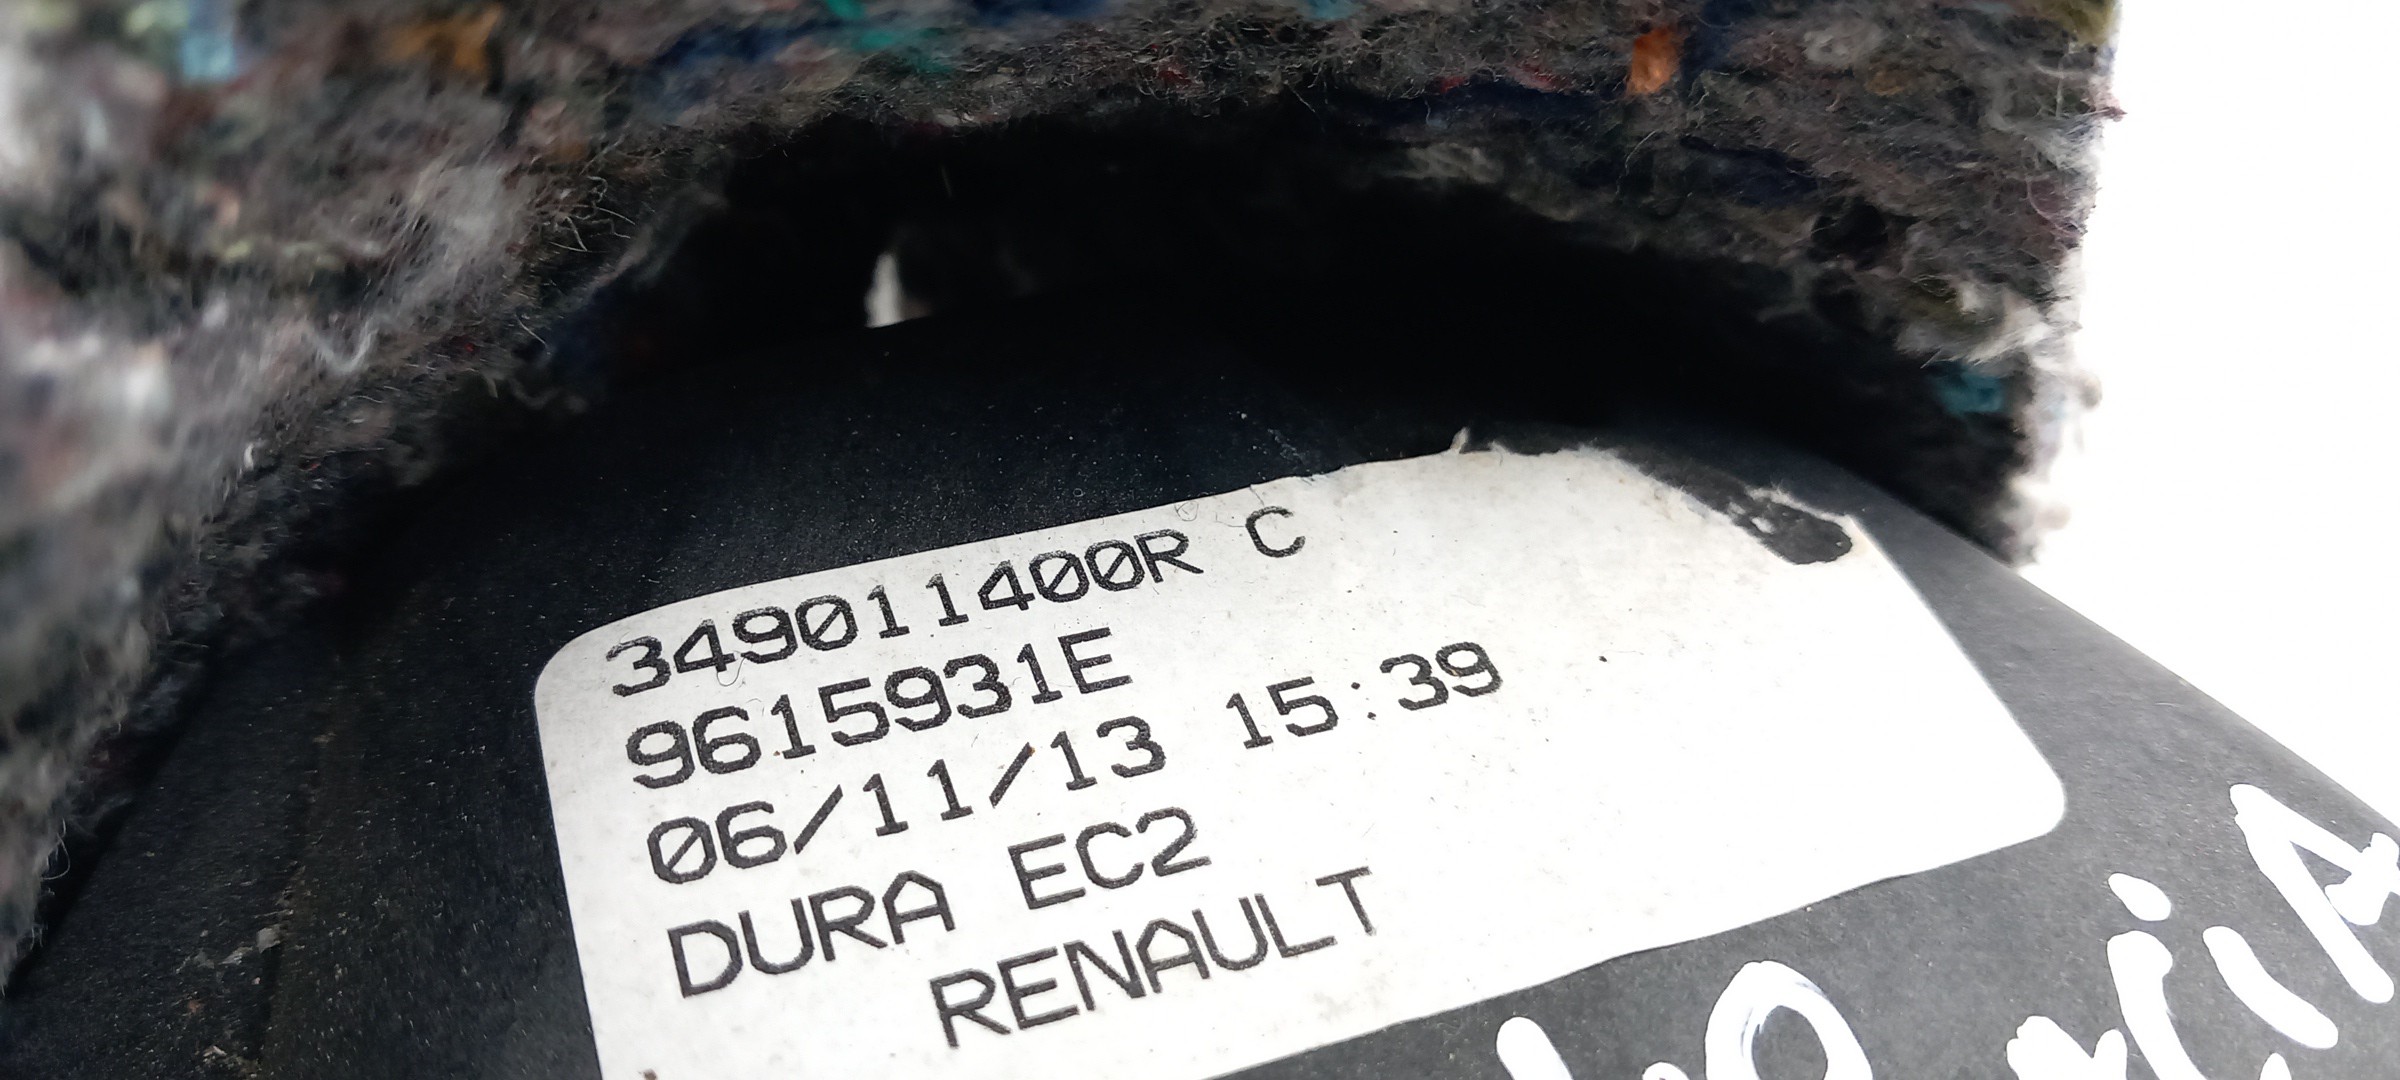 349011400R C
9615931E
06/11/13 15:39
DURA EC2
RENAULT